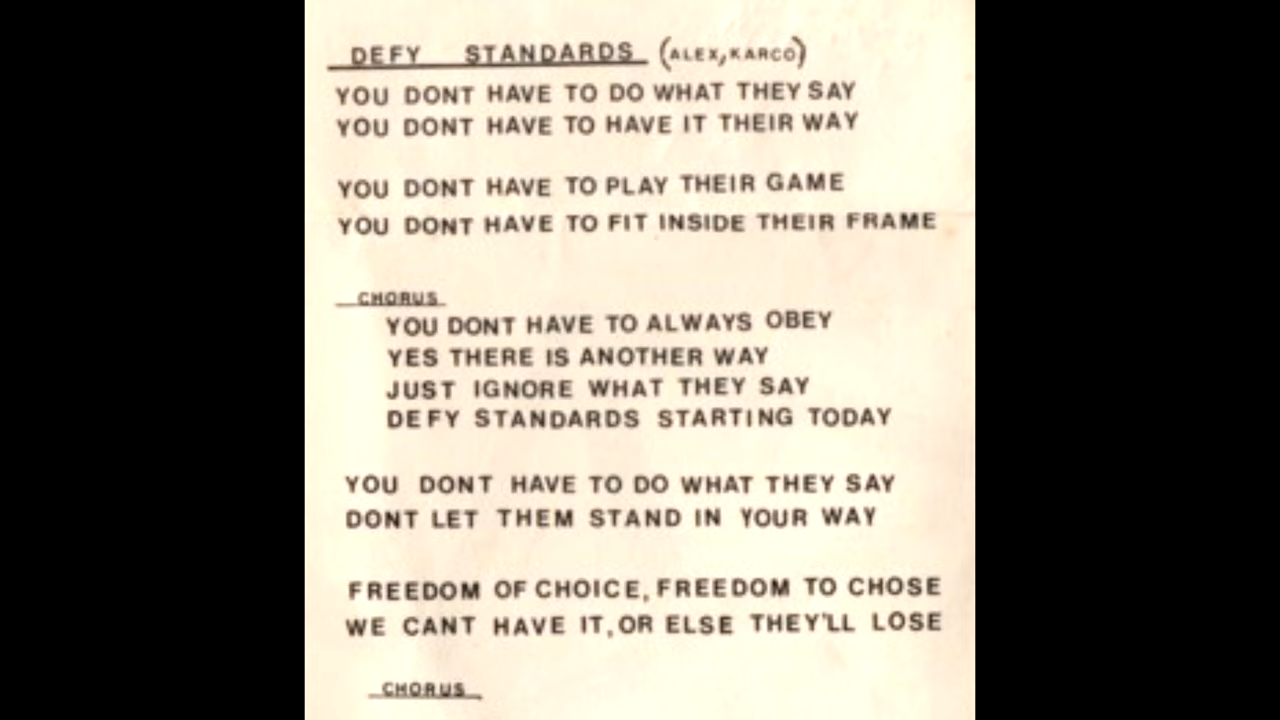 DEFY STANDARDS (ALEX, KARCO)
YOU DONT HAVE TO DO WHAT THEY SAY
YOU DONT HAVE TO HAVE IT THEIR WAY
YOU DONT HAVE TO PLAY THEIR GAME
YOU DONT HAVE TO FIT INSIDE THEIR FRAME
CHORUS
YOU DONT HAVE TO ALWAYS OBEY
YES THERE IS ANOTHER WAY
JUST IGNORE WHAT THEY SAY
DEFY STANDARDS STARTING TODAY
YOU DONT HAVE TO DO WHAT THEY SAY
DONT LET THEM STAND IN YOUR WAY
FREEDOM OF CHOICE, FREEDOM TO CHOSE
WE CANT HAVE IT, OR ELSE THEY'LL LOSE
CHORUS